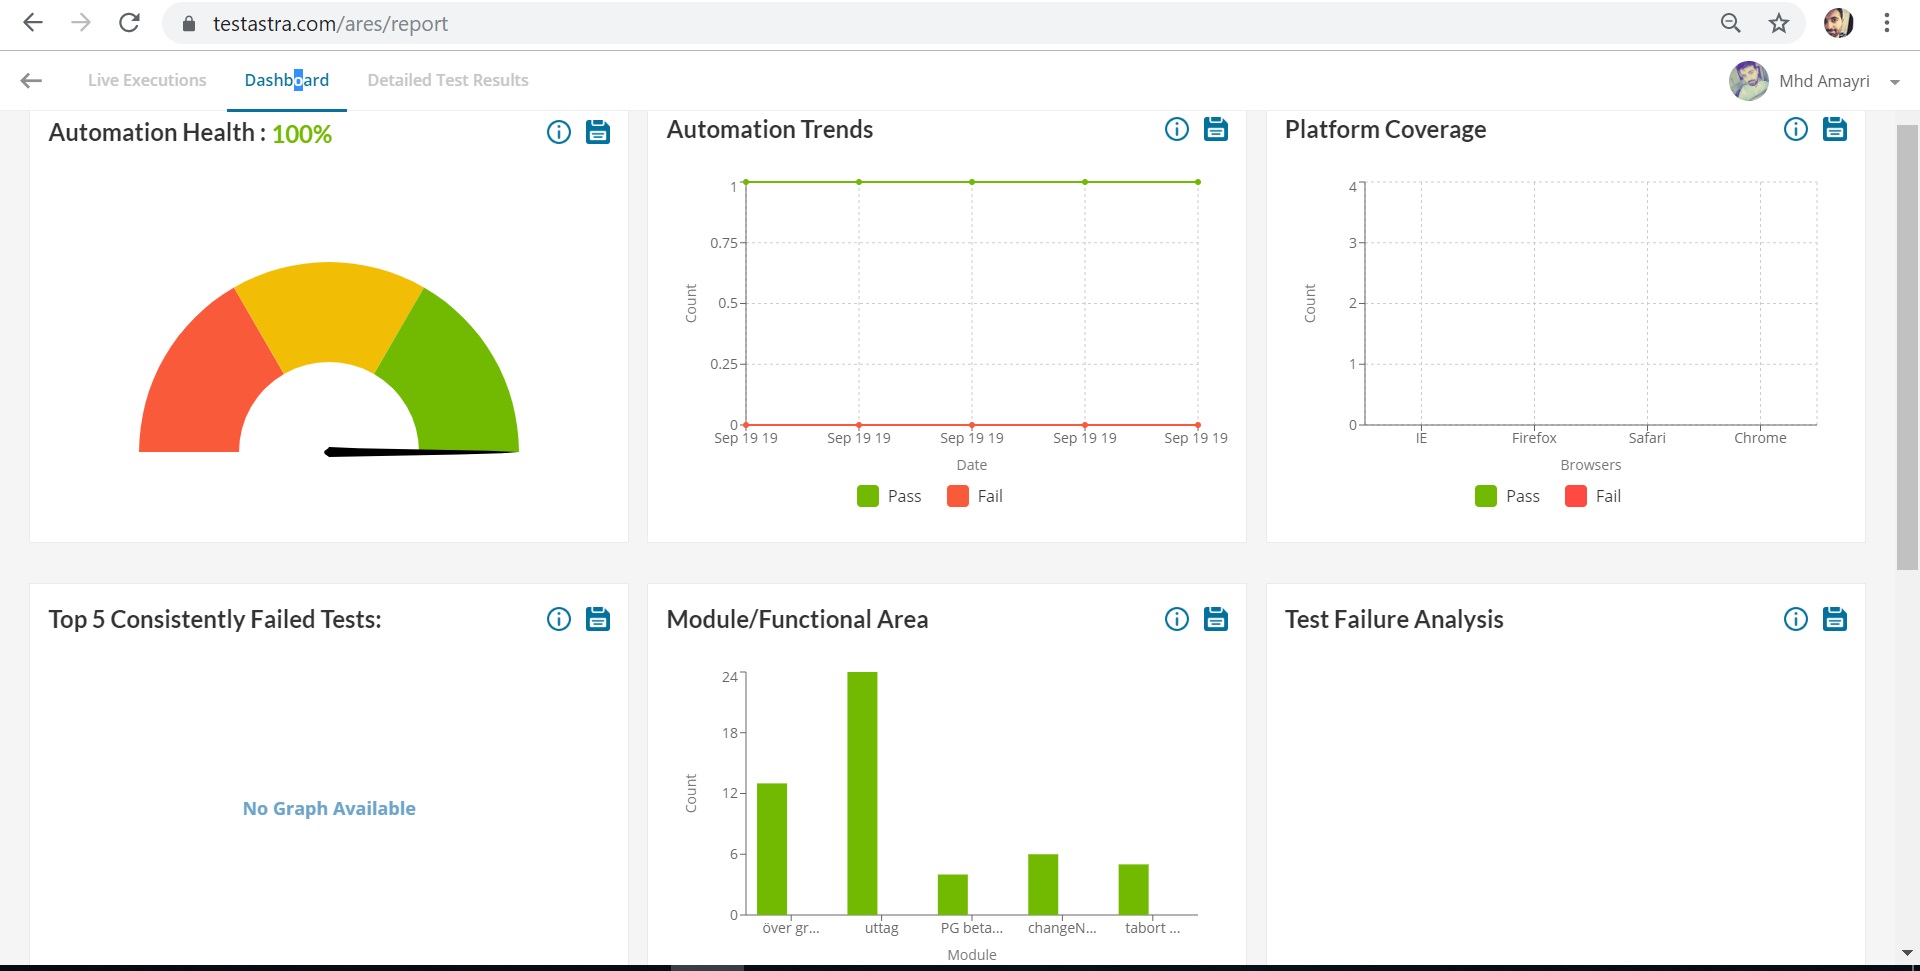 testastra.com/ares/report
Live Executions Dashboard Detailed Test Results Mhd Amayri
Automation Health : 100%
Automation Trends
1
0.75
0.5
0.25
0
Count
Sep 19 19 Sep 19 19 Sep 19 19 Sep 19 19 Sep 19 19
Date
Pass Fail
Platform Coverage
4
3
2
1
0
Count
IE Firefox Safari Chrome
Browsers
Pass Fail
Top 5 Consistently Failed Tests:
No Graph Available
Module/Functional Area
24
18
12
6
0
Count
över gr... uttag PG beta... changeN... tabort ...
Module
Test Failure Analysis